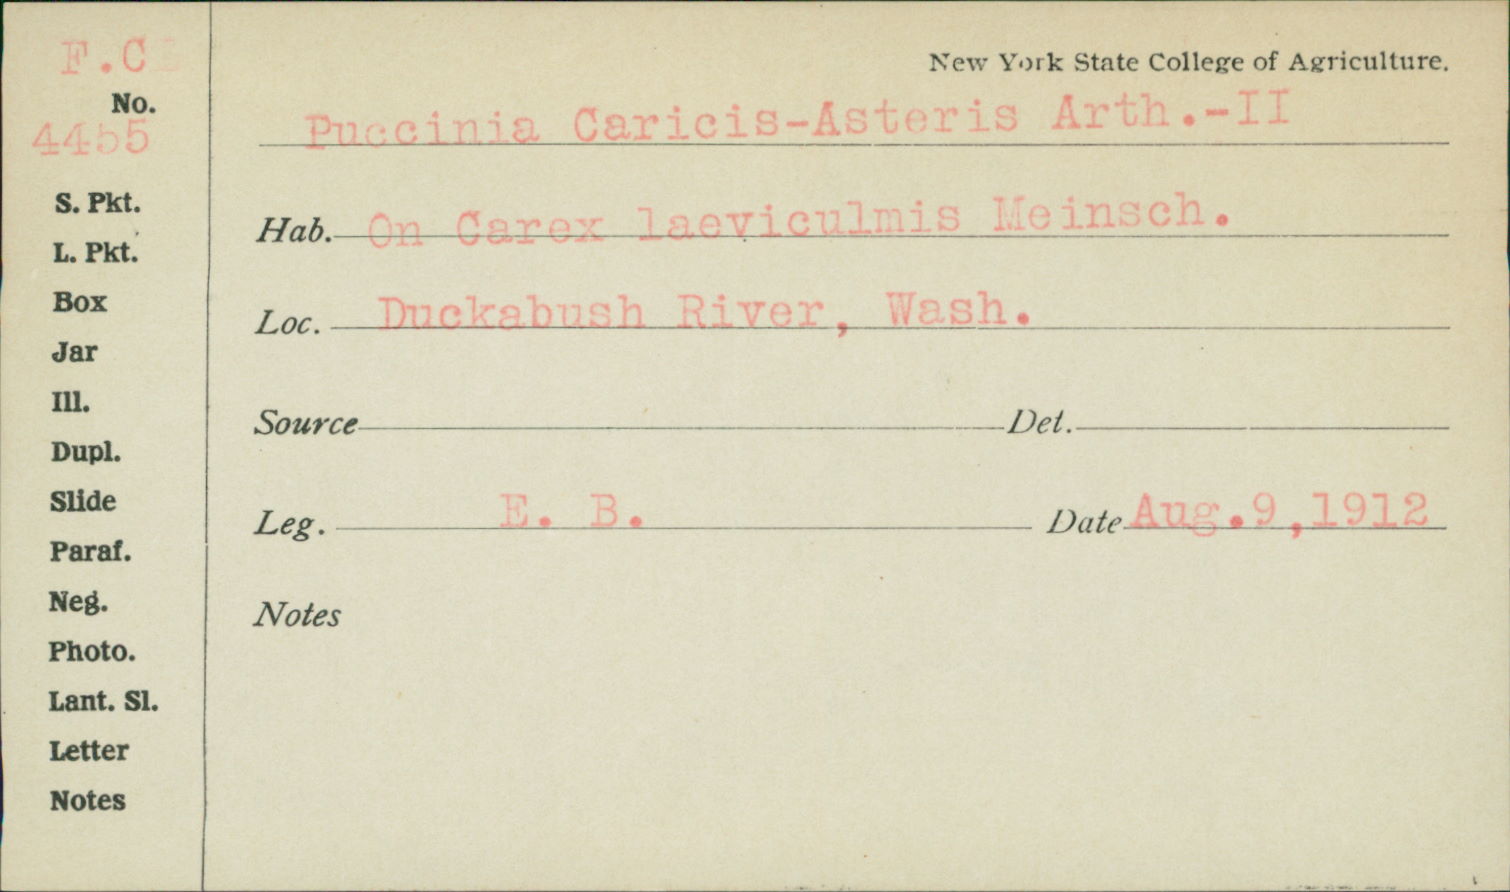 F.C
No.
4455
S. Pkt.
L. Pkt.
Box
Jar
Ill.
Dupl.
Slide
Paraf.
Neg.
Photo.
Lant. Sl.
Letter
Notes
New York State College of Agriculture.
Puccinia Caricis-Asteris Arth.-II
Hab. On Carex laeviculmis Meinsch.
Loc. Duckabush River, Wash.
Source Det.
Leg. E. B. Date Aug.9,1912
Notes